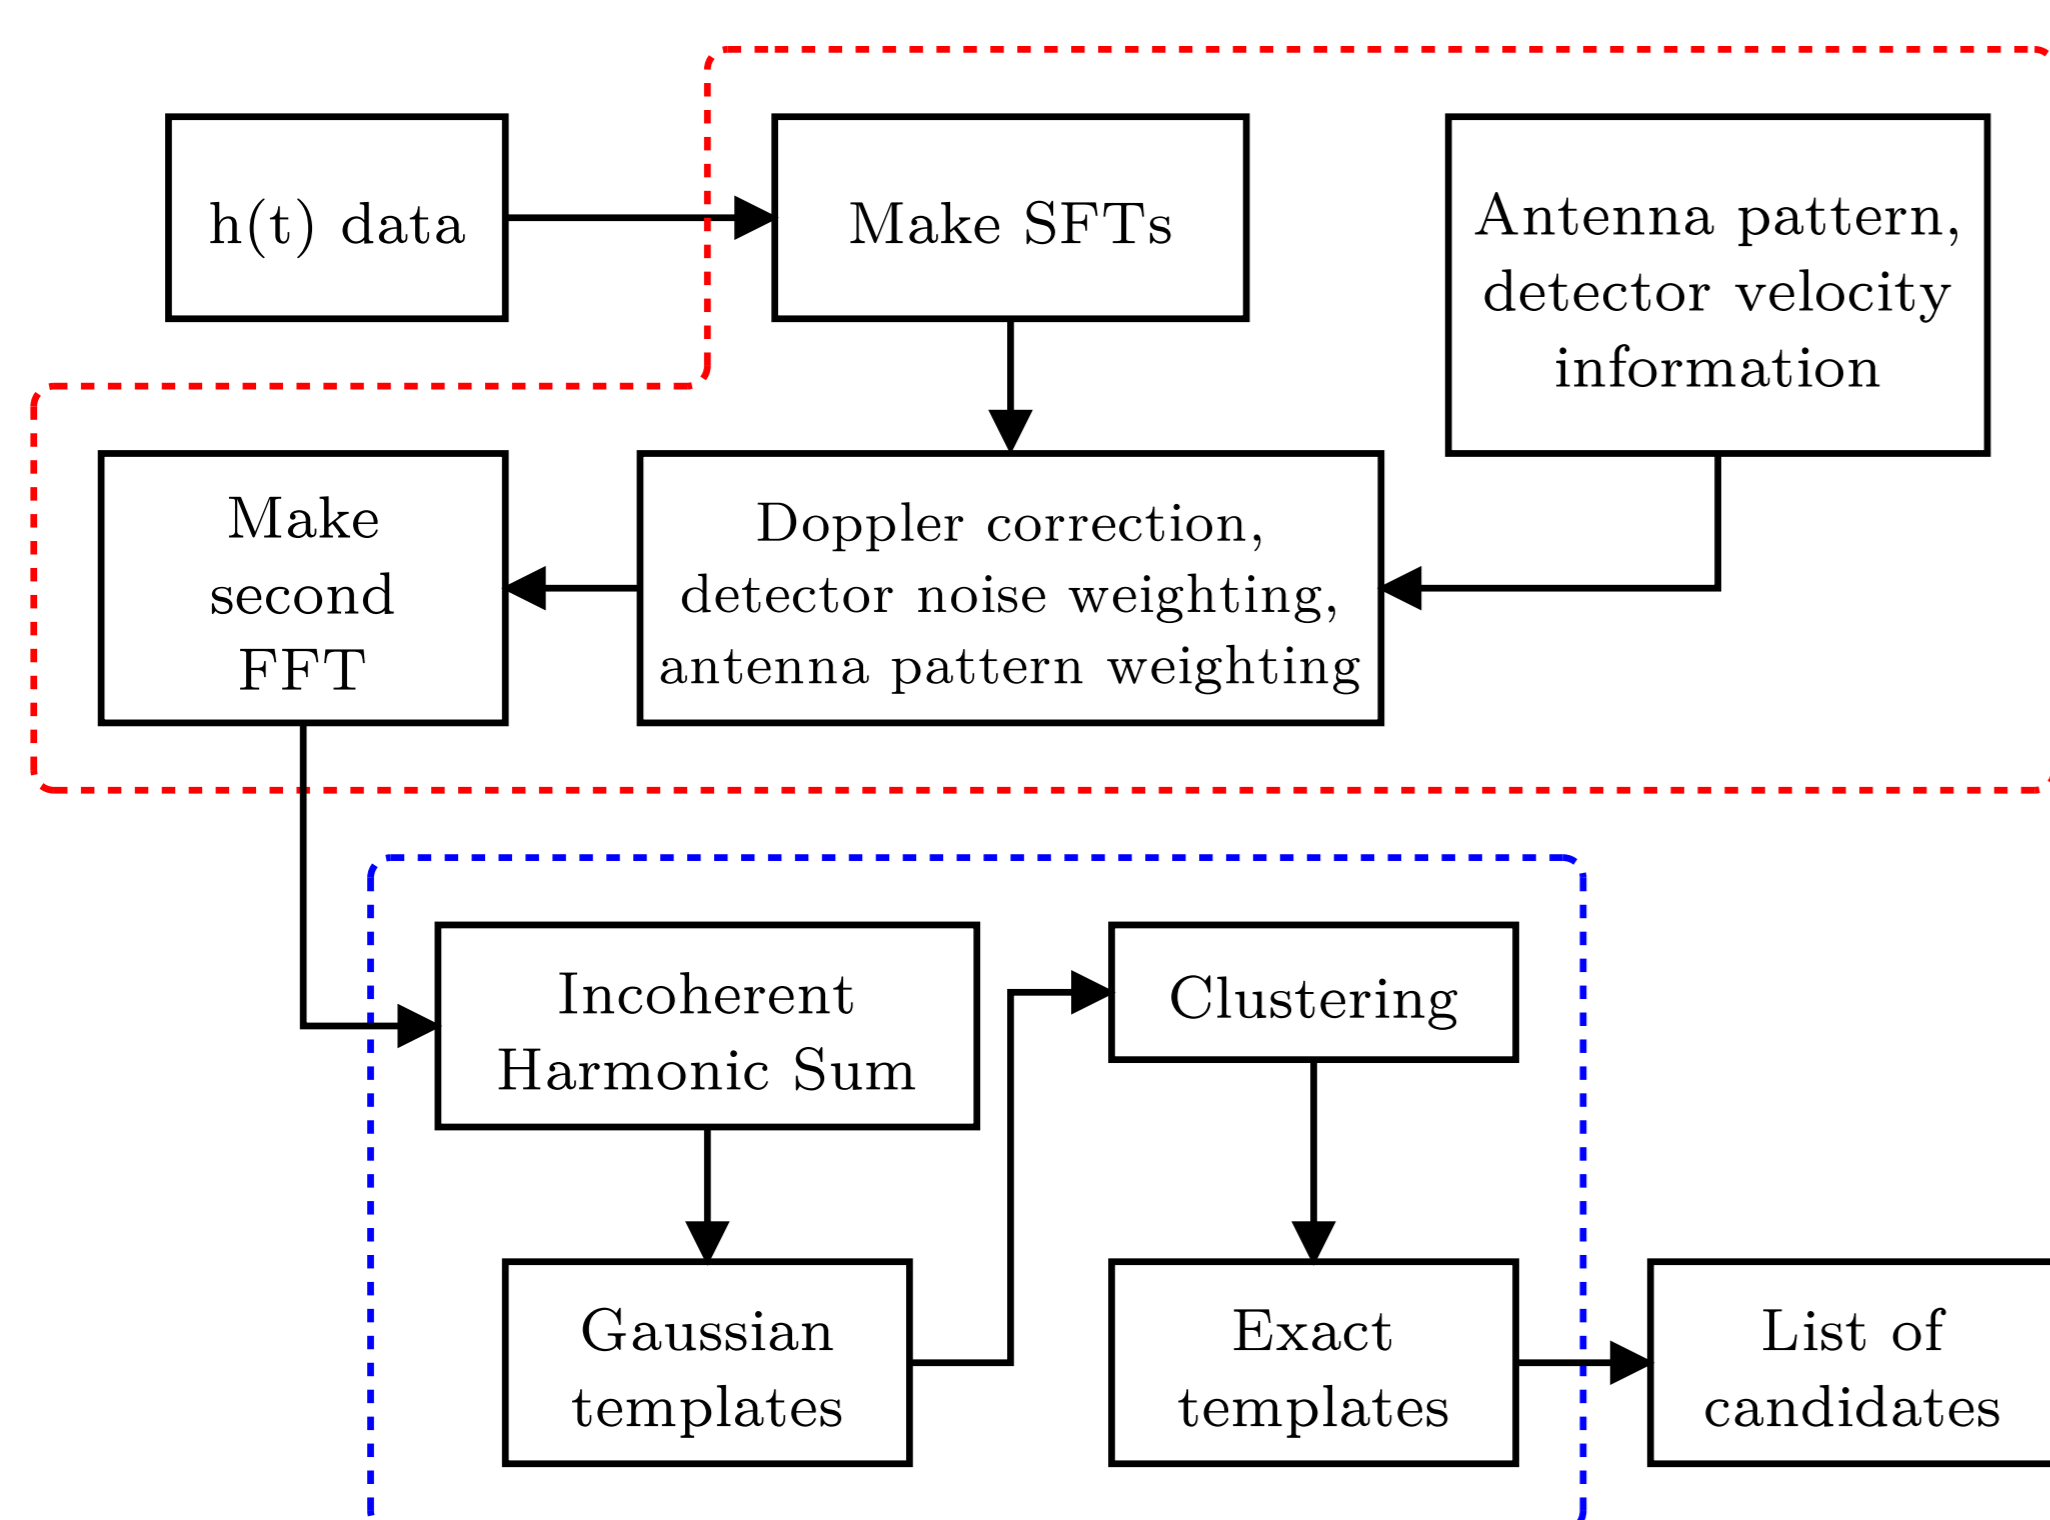 h(t) data
Make SFTs
Antenna pattern,
detector velocity
information
Make
second
FFT
Doppler correction,
detector noise weighting,
antenna pattern weighting
Incoherent
Harmonic Sum
Clustering
Gaussian
templates
Exact
templates
List of
candidates